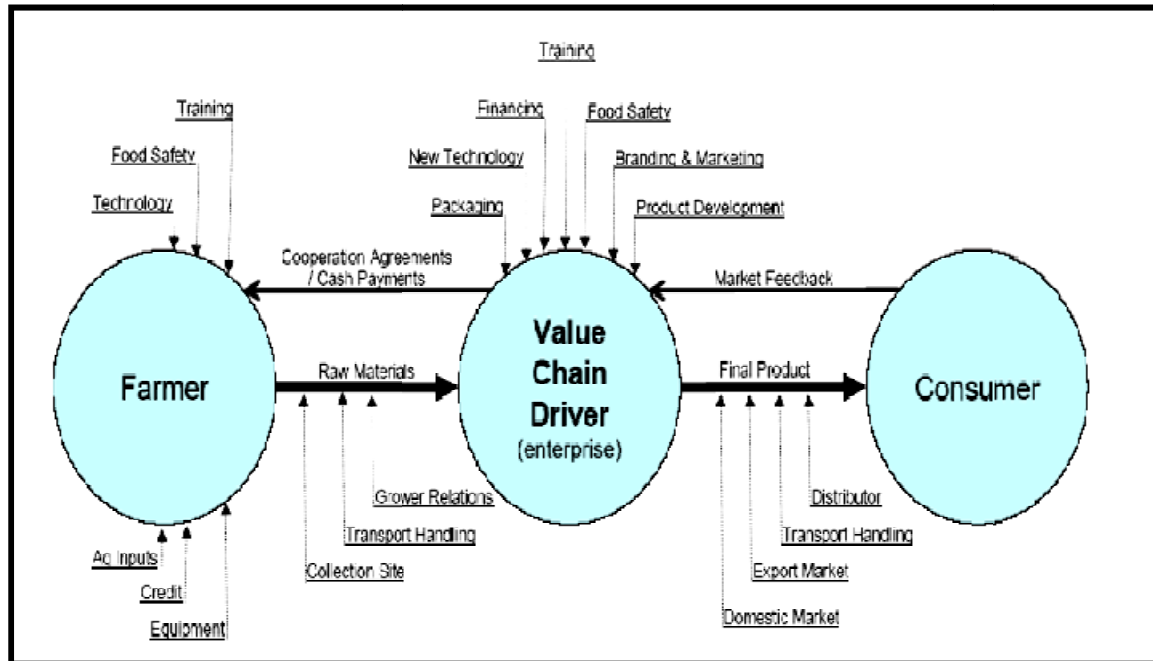 Training
Training
Financing
Food Safety
Food Safety
New Technology
Branding & Marketing
Technology
Packaging
Product Development
Cooperation Agreements
/ Cash Payments
Market Feedback
Farmer
Raw Materials
Value
Chain
Driver
(enterprise)
Final Product
Consumer
Grower Relations
Distributor
Transport Handling
Transport Handling
Ag Inputs
Collection Site
Export Market
Credit
Domestic Market
Equipment